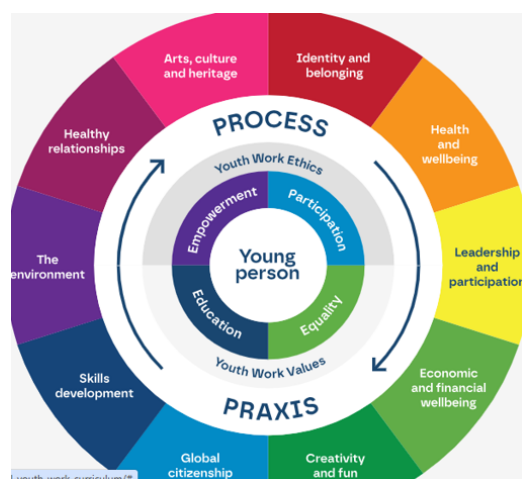 Arts, culture
and heritage
Identity and
belonging
Healthy
relationships
PROCESS
Health
and
wellbeing
Youth Work Ethics
Empowerment
Participation
The
environment
Young
person
Leadership
and
participation
Education
Equality
Youth Work Values
Skills
development
PRAXIS
Economic
and financial
wellbeing
Global
citizenship
Creativity
and fun